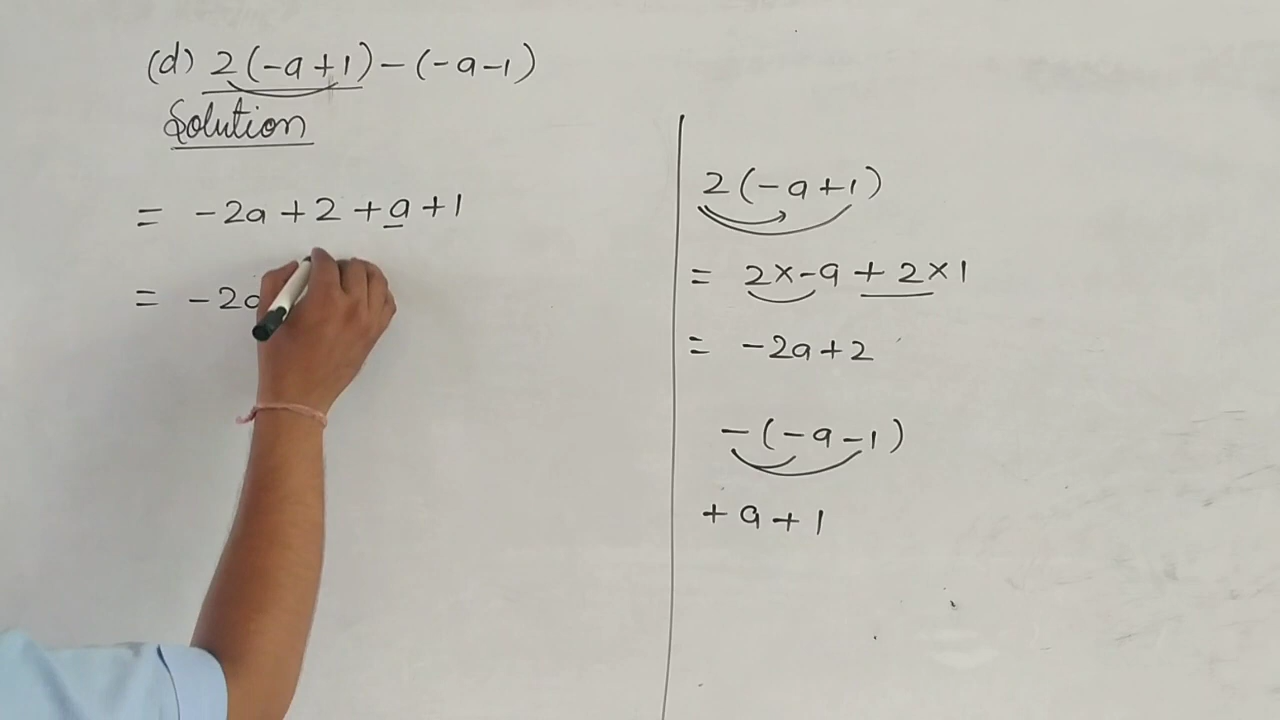 (d) 2(-a+1)-(-a-1)
Solution
= -2a+2+a+1
= -2a
2(-a+1)
= 2×-a+2×1
= -2a+2
-(-a-1)
+a+1